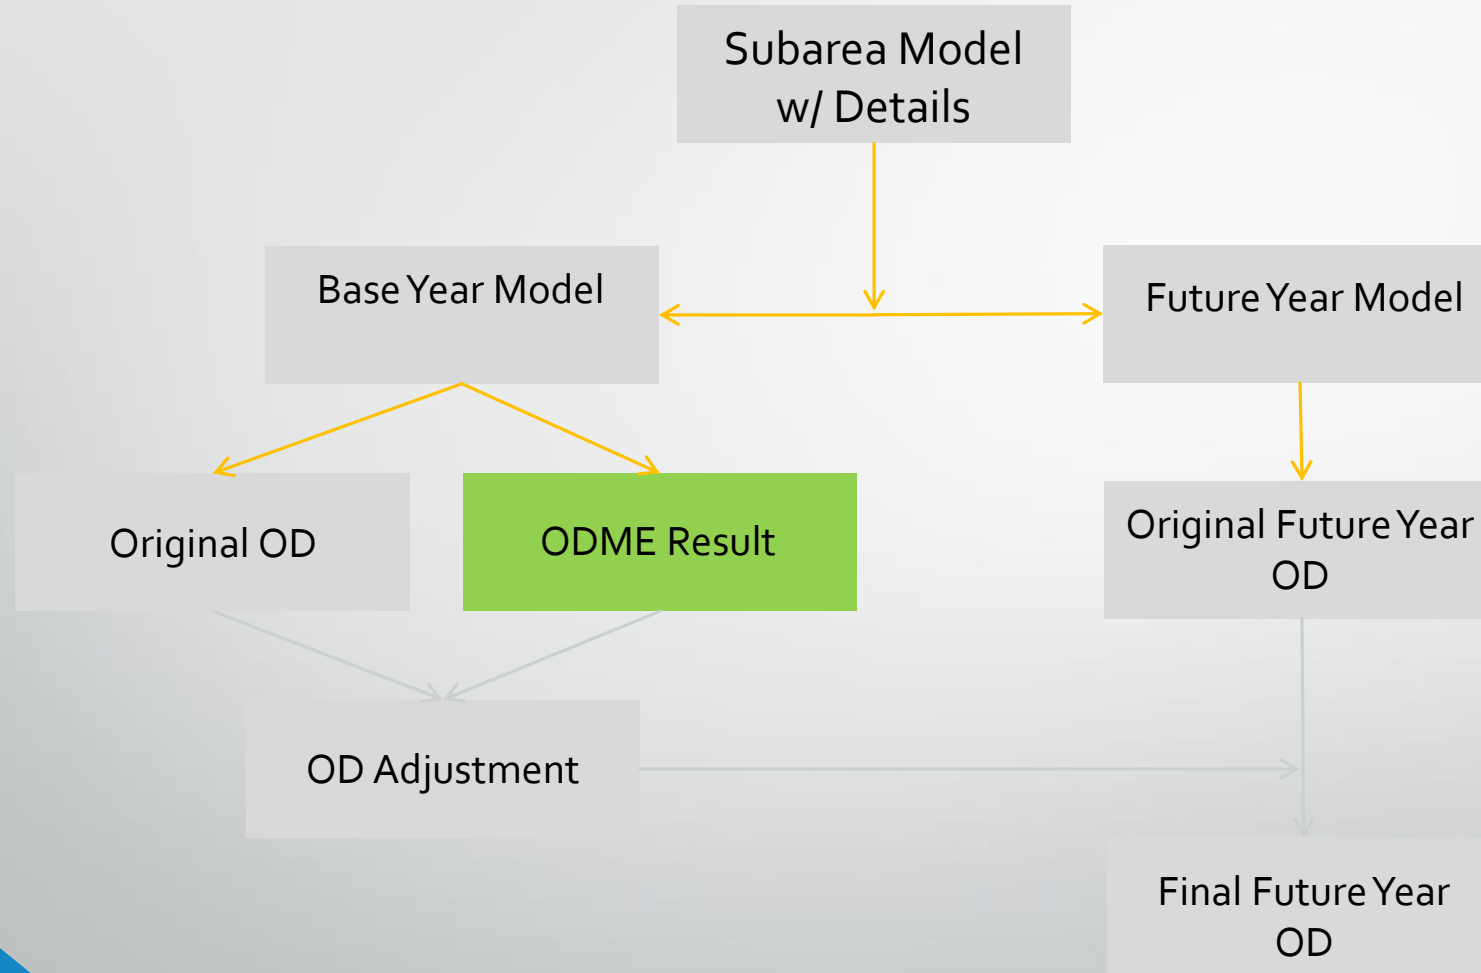 Subarea Model
w/ Details
Base Year Model
Future Year Model
Original OD
ODME Result
Original Future Year
OD
OD Adjustment
Final Future Year
OD